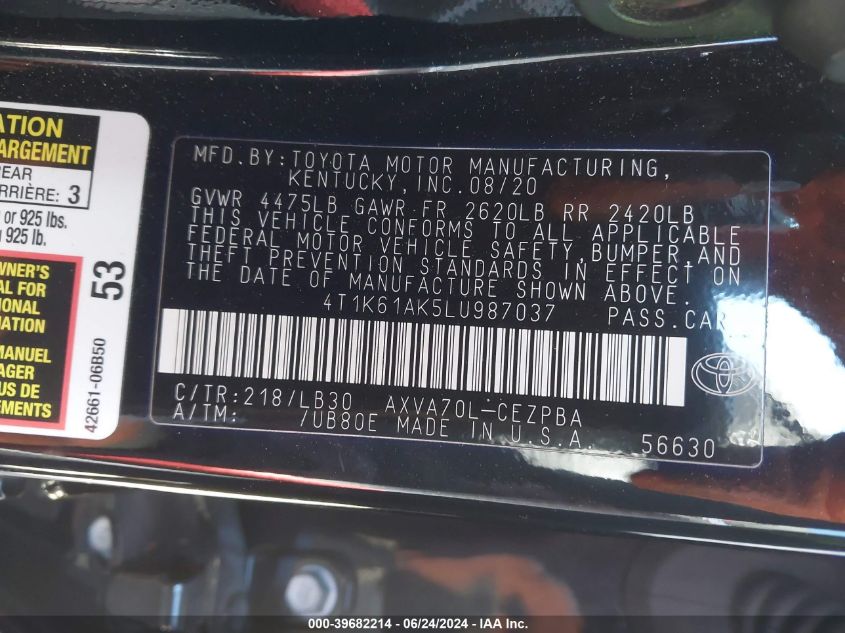 ATION
ARGEMENT
REAR
ARRIÈRE: 3
or 925 lbs.
925 lb.
WNER'S
AL FOR
IONAL
MATION
MANUEL
AGER
US DE
EMENTS
53
42661-06B50
MFD.BY:TOYOTA MOTOR MANUFACTURING,
KENTUCKY,INC.08/20
GVWR 4475LB GAWR FR 2620LB RR 2420LB
THIS VEHICLE CONFORMS TO ALL APPLICABLE
FEDERAL MOTOR VEHICLE SAFETY,BUMPER,AND
THEFT PREVENTION STANDARDS IN EFFECT ON
THE DATE OF MANUFACTURE SHOWN ABOVE.
4T1K61AK5LU987037 PASS.CAR
C/TR:218/LB30 AXVA70L-CEZPBA
A/TM: /UB80E MADE IN U.S.A. 56630
000-39682214 - 06/24/2024 - IAA Inc.